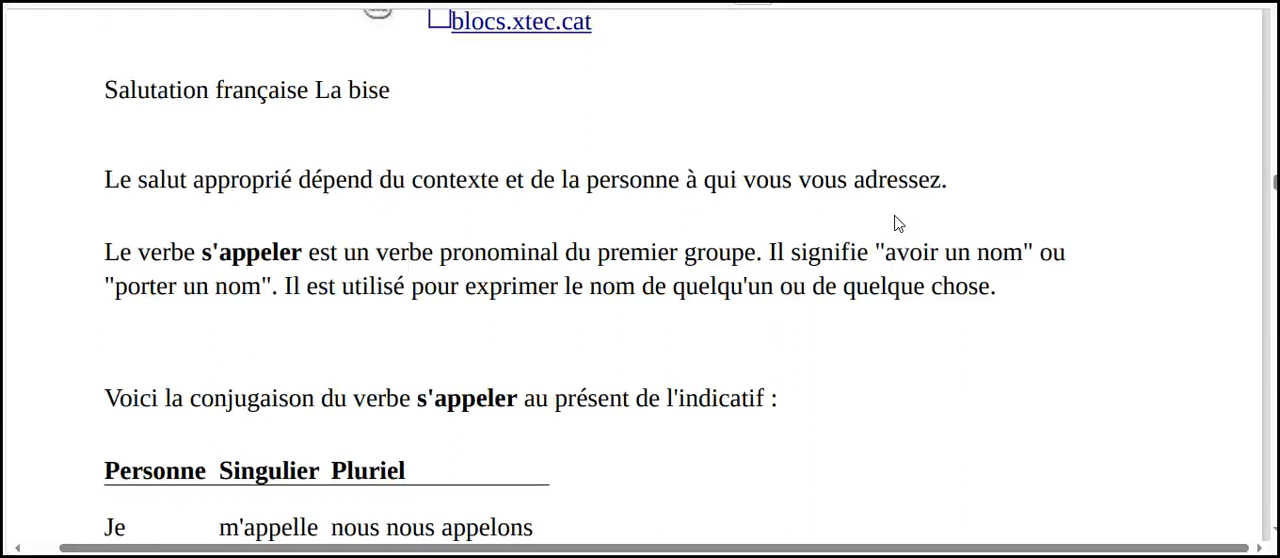 blocs.xtec.cat
Salutation française La bise
Le salut approprié dépend du contexte et de la personne à qui vous vous adressez.
Le verbe s'appeler est un verbe pronominal du premier groupe. Il signifie "avoir un nom" ou
"porter un nom". Il est utilisé pour exprimer le nom de quelqu'un ou de quelque chose.
Voici la conjugaison du verbe s'appeler au présent de l'indicatif :
Personne Singulier Pluriel
Je m'appelle nous nous appelons